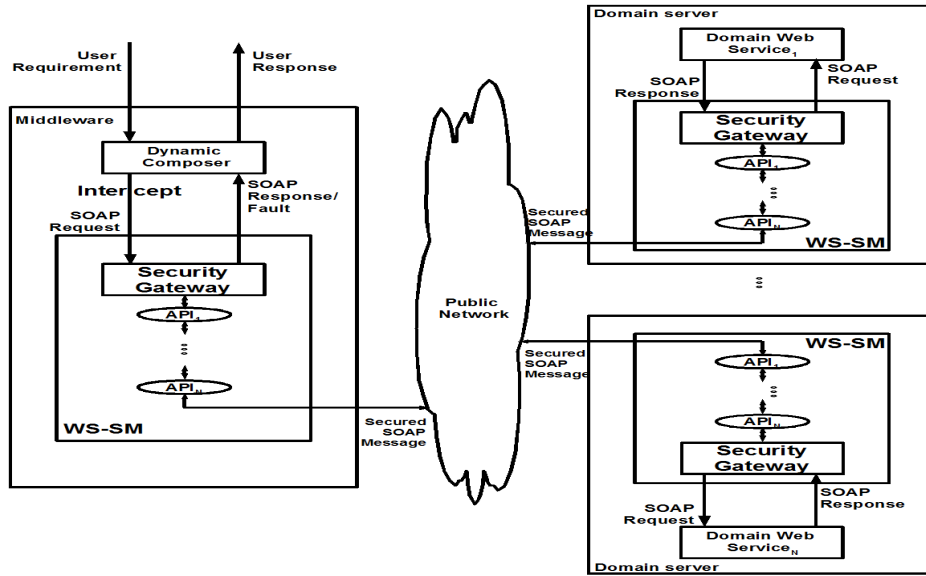 User
Requirement
User
Response
Middleware
Dynamic
Composer
Intercept
SOAP
Request
SOAP
Response/
Fault
Security
Gateway
API1
APIN
WS-SM
Secured
SOAP
Message
Public
Network
Domain server
Domain Web
Service1
SOAP
Response
SOAP
Request
Security
Gateway
API1
APIN
WS-SM
Secured
SOAP
Message
Secured
SOAP
Message
WS-SM
API1
APIN
Security
Gateway
SOAP
Request
SOAP
Response
Domain Web
ServiceN
Domain server